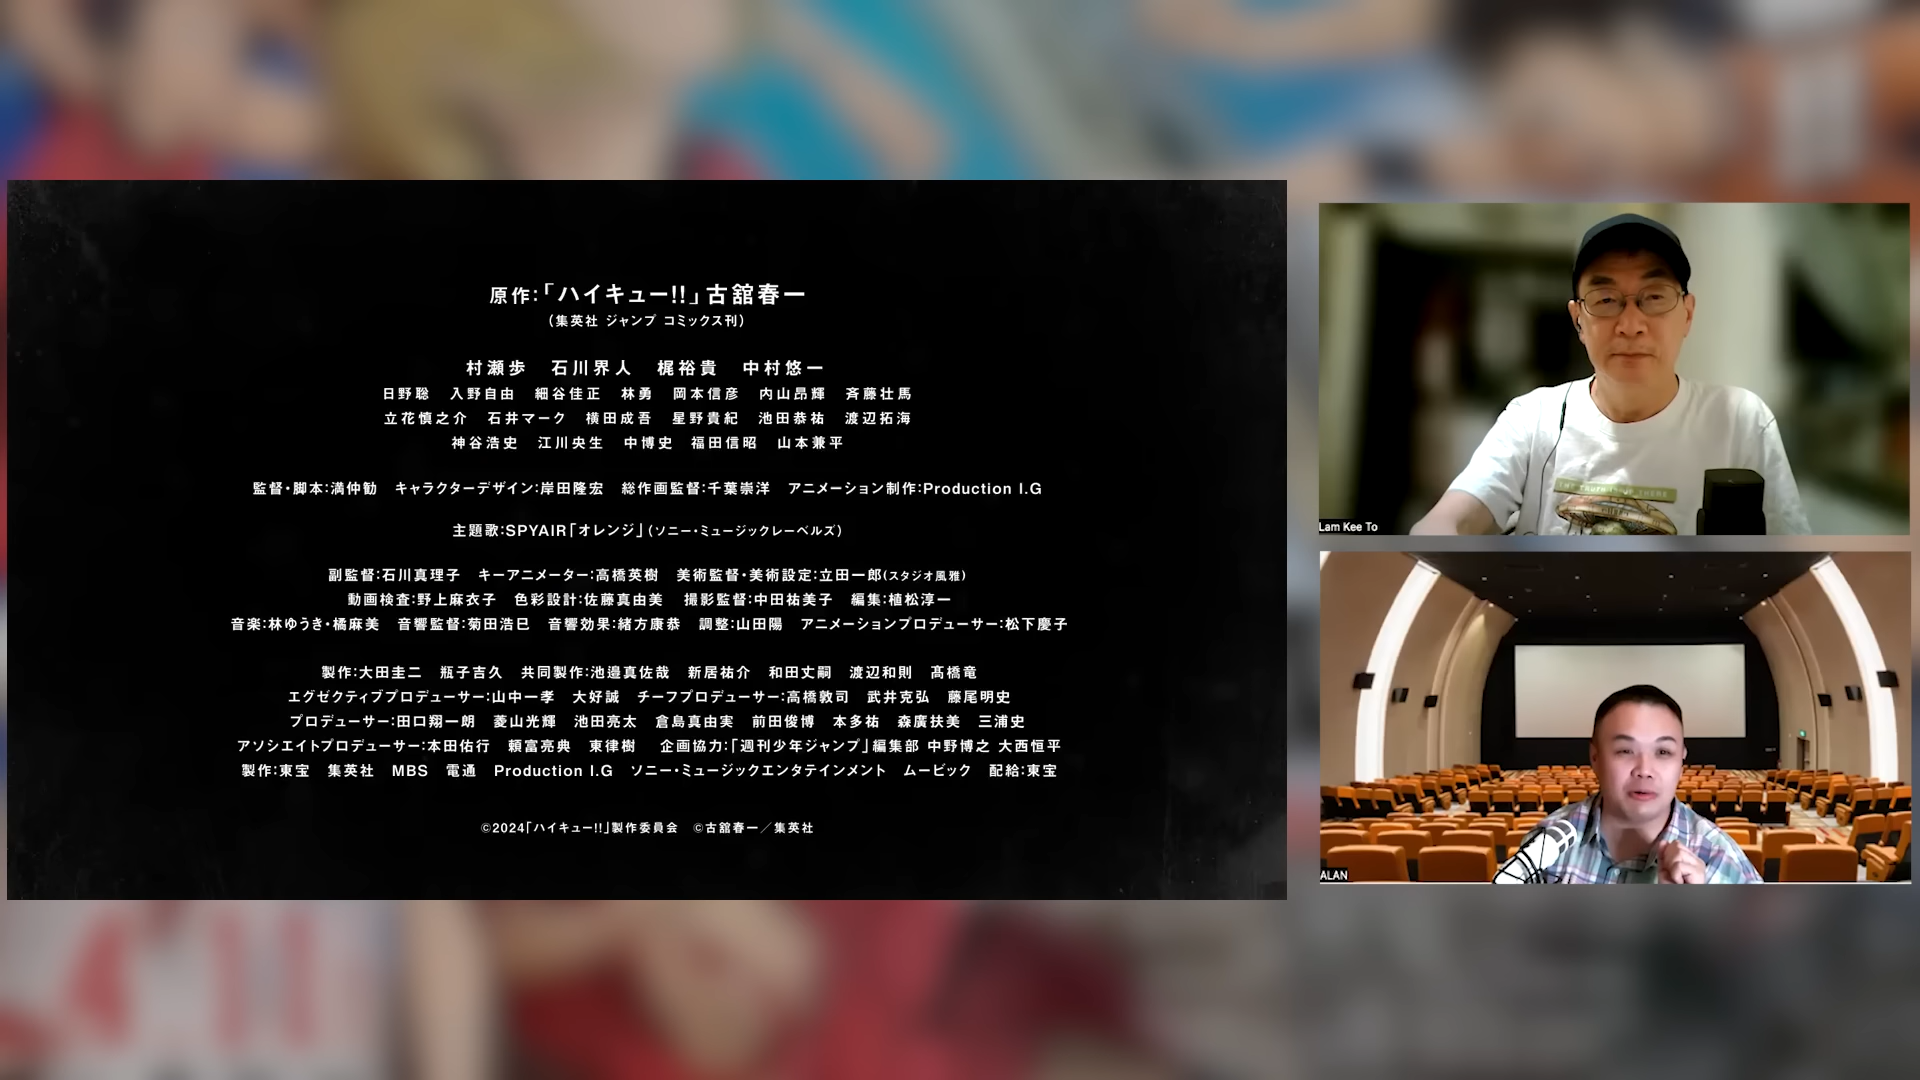 原作:「ハイキュー!!」古舘春一
(集英社 ジャンプ コミックス刊)
村瀬歩 石川界人 梶裕貴 中村悠一
日野聡 入野自由 細谷佳正 林勇 岡本信彦 内山昂輝 斉藤壮馬
立花慎之介 石井マーク 横田成吾 星野貴紀 池田恭祐 渡辺拓海
神谷浩史 江川央生 中博史 福田信昭 山本兼平
監督・脚本:満仲勧 キャラクターデザイン:岸田隆宏 総作画監督:千葉崇洋 アニメーション制作:Production I.G
主題歌:SPYAIR「オレンジ」(ソニー・ミュージックレーベルズ)
副監督:石川真理子 キーアニメーター:高橋英樹 美術監督・美術設定:立田一郎(スタジオ風雅)
動画検査:野上麻衣子 色彩設計:佐藤真由美 撮影監督:中田祐美子 編集:植松淳一
音楽:林ゆうき・橘麻美 音響監督:菊田浩巳 音響効果:緒方康恭 調整:山田陽 アニメーションプロデューサー:松下慶子
製作:大田圭二 瓶子吉久 共同製作:池邉真佐哉 新居祐介 和田丈嗣 渡辺和則 髙橋竜
エグゼクティブプロデューサー:山中一孝 大好誠 チーフプロデューサー:高橋敦司 武井克弘 藤尾明史
プロデューサー:田口翔一朗 菱山光輝 池田亮太 倉島真由実 前田俊博 本多祐 森廣扶美 三浦史
アソシエイトプロデューサー:本田佑行 頼富亮典 東律樹 企画協力:「週刊少年ジャンプ」編集部 中野博之 大西恒平
製作:東宝 集英社 MBS 電通 Production I.G ソニー・ミュージックエンタテインメント ムービック 配給:東宝
©2024「ハイキュー!!」製作委員会 ©古舘春一/集英社
Lam Kee To
ALAN